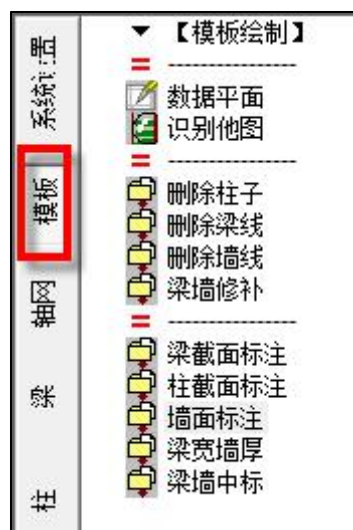 系统设置
模板
轴网
梁
柱
【模板绘制】
数据平面
识别他图
删除柱子
删除梁线
删除墙线
梁墙修补
梁截面标注
柱截面标注
墙面标注
梁宽墙厚
梁墙中标